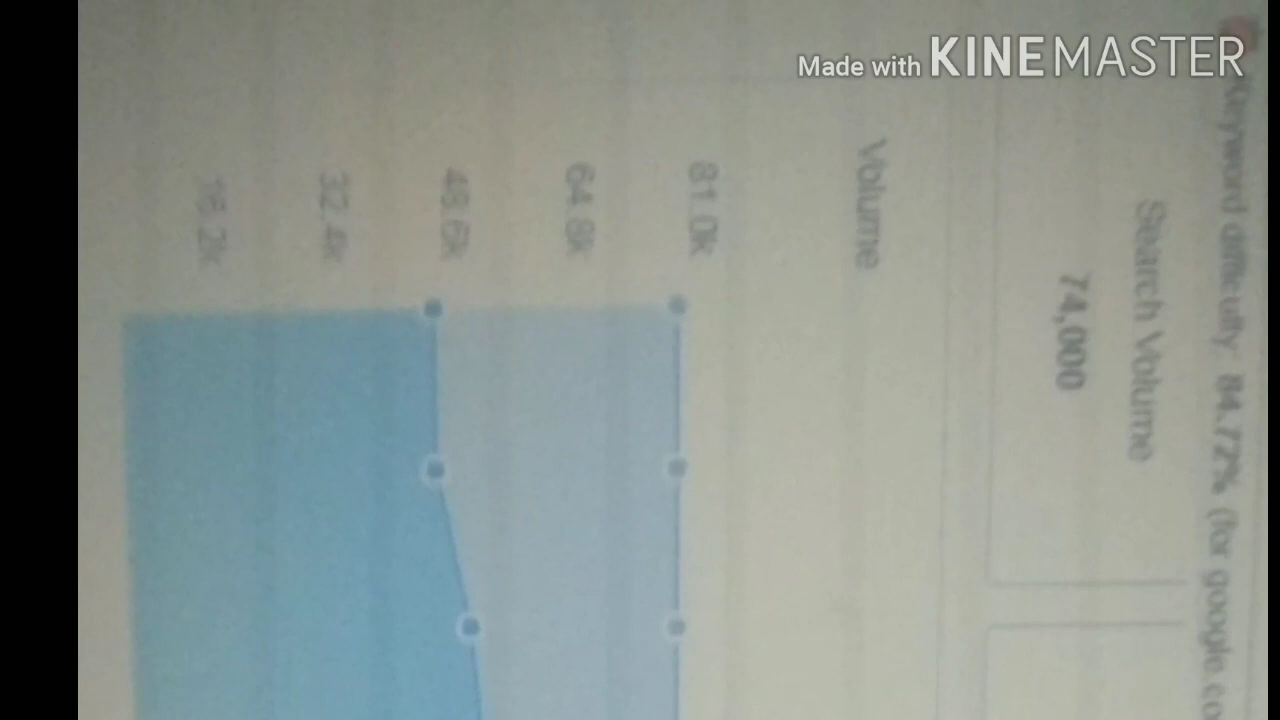 Made with KINEMASTER
Keyword difficulty: 84.72% (for google.co
Search Volume
74,000
Volume
81.0k
64.8k
48.6k
32.4k
16.2k